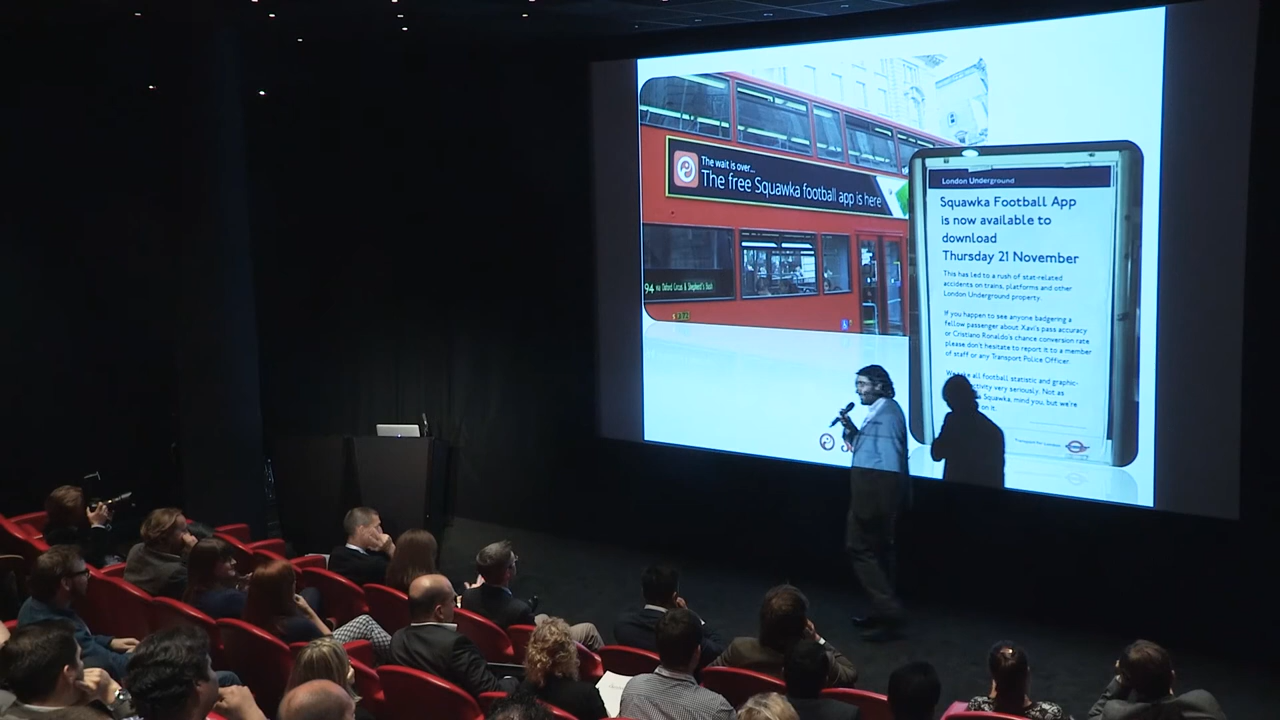 The wait is over...
The free Squawka football app is here
94 via Oxford Circus & Shepherd's Bush
London Underground
Squawka Football App
is now available to
download
Thursday 21 November
This has led to a rush of stat-related
accidents on trains, platforms and other
London Underground property.
If you happen to see anyone badgering a
fellow passenger about Xavi's pass accuracy
or Cristiano Ronaldo's chance conversion rate
please don't hesitate to report it to a member
of staff or any Transport Police Officer.
We take all football statistic and graphic-
activity very seriously. Not as
Squawka, mind you, but we're
on it.
Transport for London